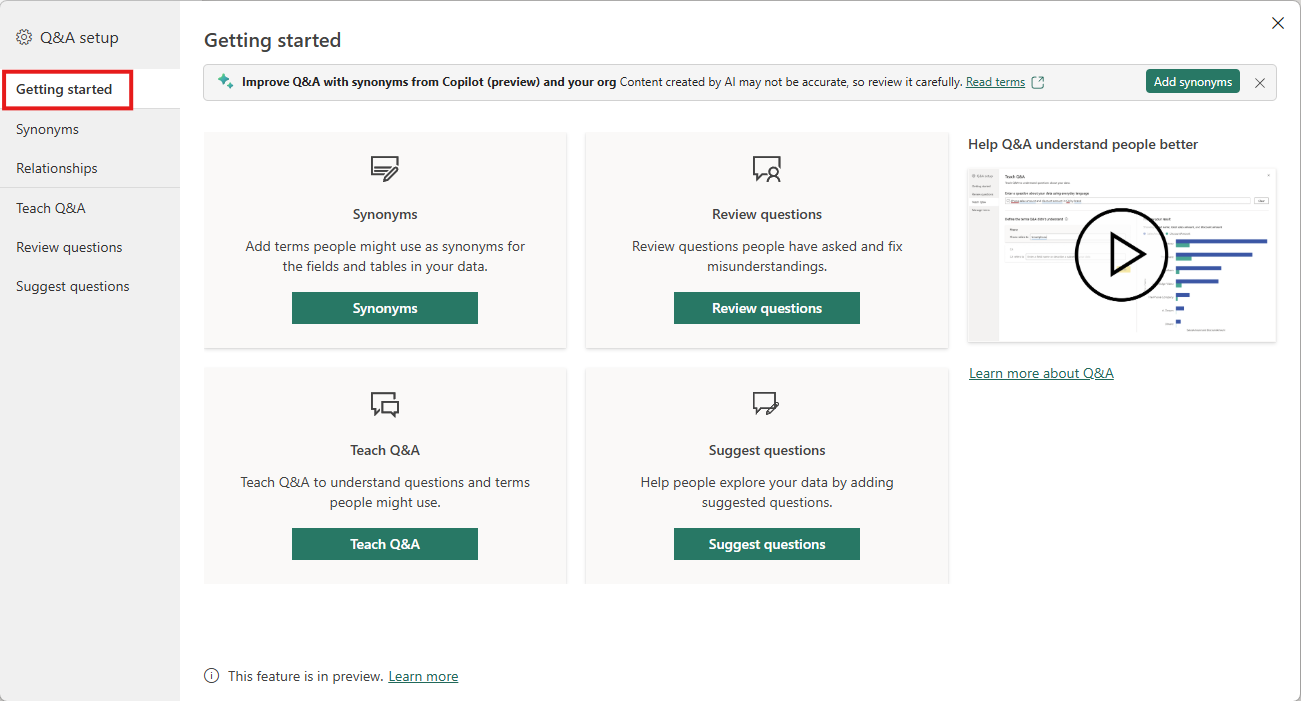 Q&A setup
Getting started
Synonyms
Relationships
Teach Q&A
Review questions
Suggest questions
Getting started
Improve Q&A with synonyms from Copilot (preview) and your org Content created by AI may not be accurate, so review it carefully. Read terms
Add synonyms
Synonyms
Add terms people might use as synonyms for
the fields and tables in your data.
Synonyms
Review questions
Review questions people have asked and fix
misunderstandings.
Review questions
Teach Q&A
Teach Q&A to understand questions and terms
people might use.
Teach Q&A
Suggest questions
Help people explore your data by adding
suggested questions.
Suggest questions
Help Q&A understand people better
Q&A setup
Teach Q&A
Learn more about Q&A
This feature is in preview. Learn more